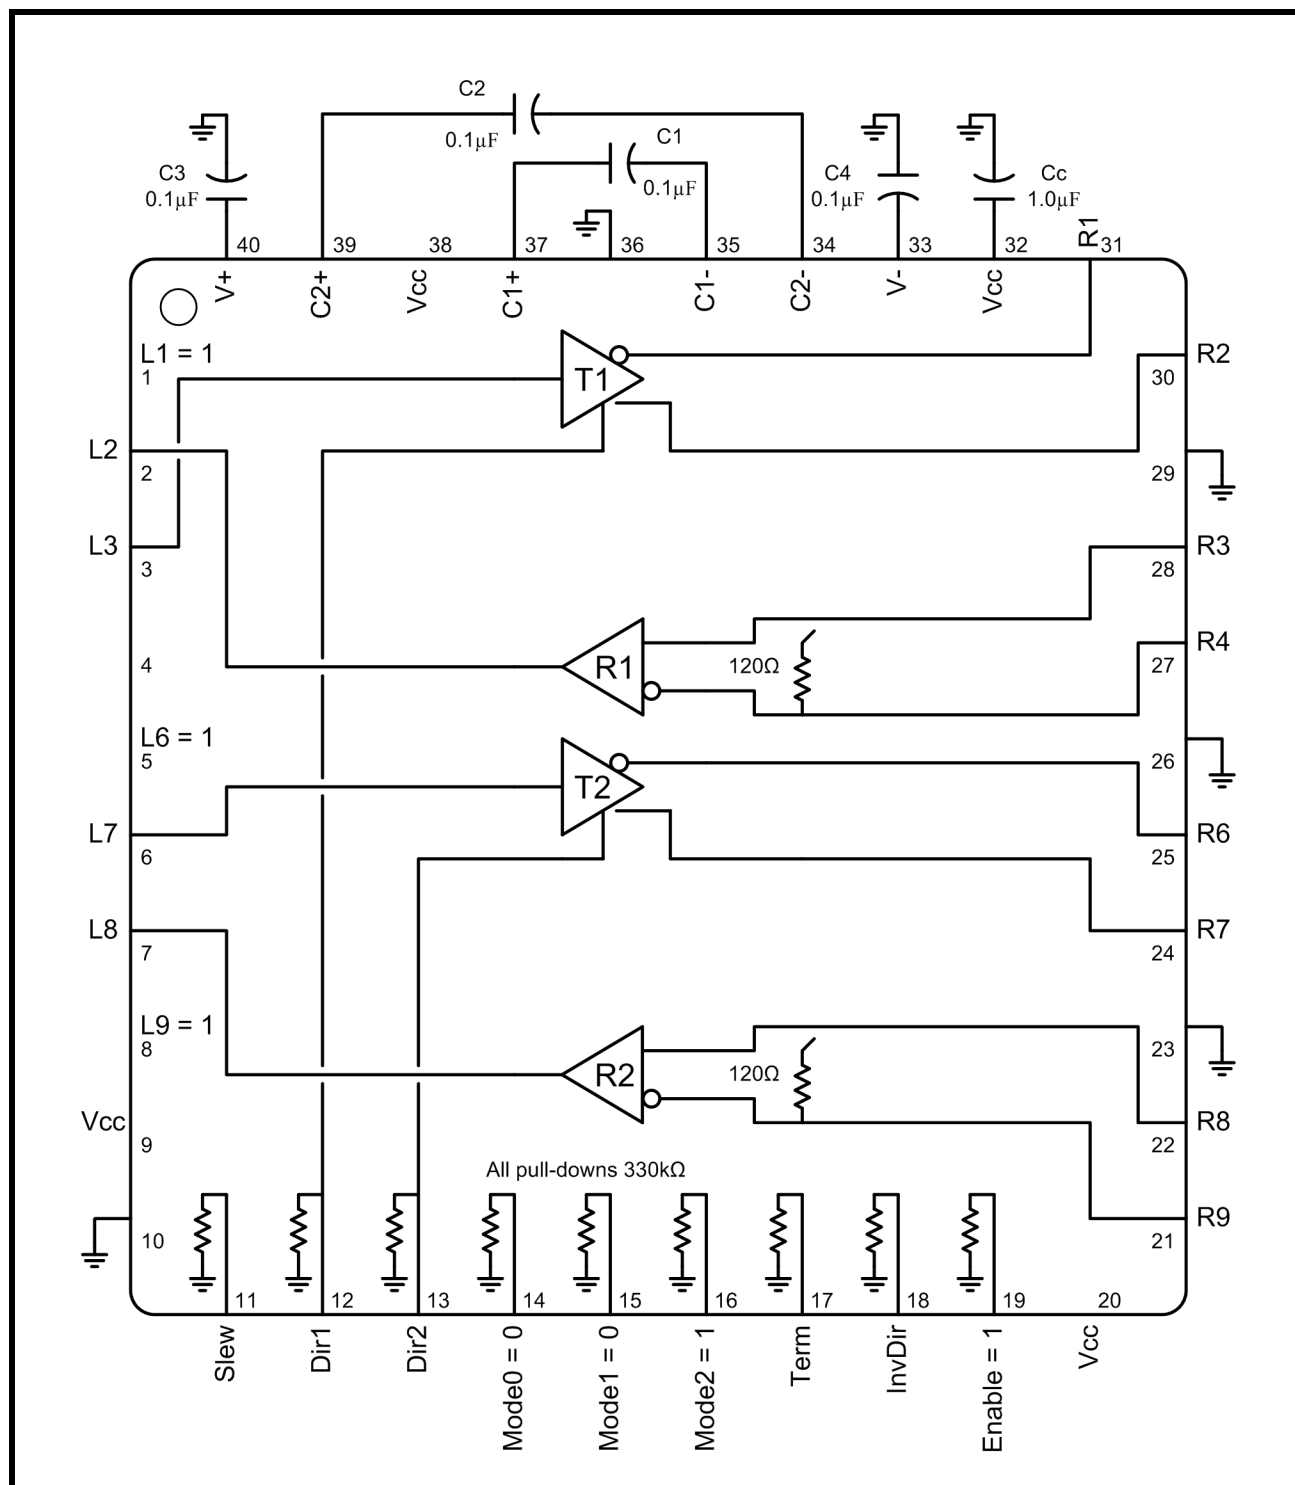 C2
0.1μF
C1
0.1μF
C3
0.1μF
C4
0.1μF
Cc
1.0μF
R1
40
39
38
37
36
35
34
33
32
31
V+
C2+
Vcc
C1+
C1-
C2-
V-
Vcc
L1 = 1
1
T1
R2
30
L2
2
29
L3
3
R3
28
4
R1
120Ω
R4
27
L6 = 1
5
26
T2
L7
6
R6
25
L8
7
R7
24
L9 = 1
8
R2
120Ω
23
Vcc
9
R8
22
All pull-downs 330kΩ
10
R9
21
11
12
13
14
15
16
17
18
19
20
Slew
Dir1
Dir2
Mode0 = 0
Mode1 = 0
Mode2 = 1
Term
InvDir
Enable = 1
Vcc